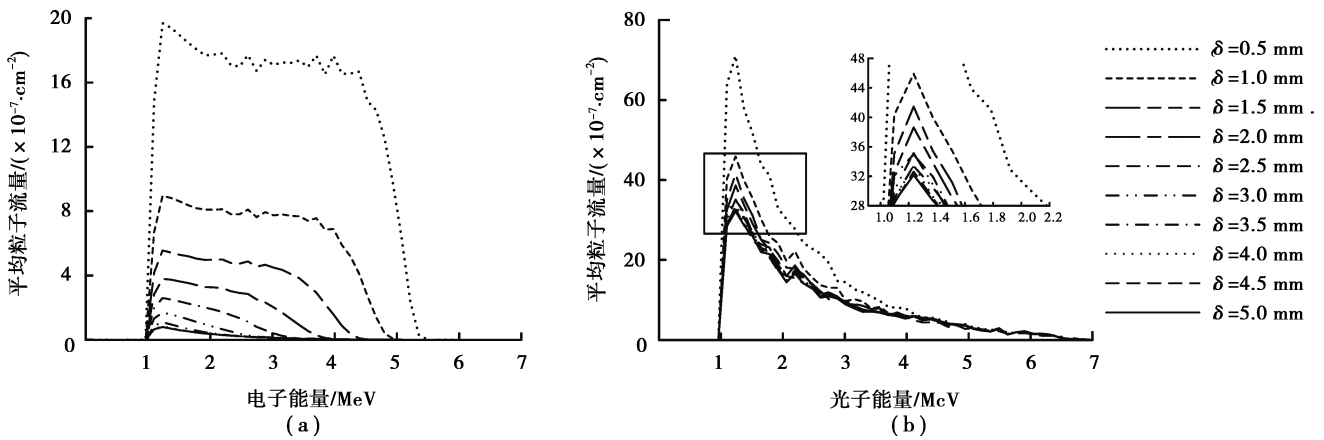 20
16
12
8
4
0
1
2
3
4
5
6
7
平均粒子流量/(×10⁻⁷·cm⁻²)
电子能量/MeV
(a)
80
60
40
20
0
1
2
3
4
5
6
7
平均粒子流量/(×10⁻⁷·cm⁻²)
光子能量/McV
(b)
48
44
40
36
32
28
1.0 1.2 1.4 1.6 1.8 2.0 2.2
δ=0.5 mm
δ=1.0 mm
δ=1.5 mm .
δ=2.0 mm
δ=2.5 mm
δ=3.0 mm
δ=3.5 mm
δ=4.0 mm
δ=4.5 mm
δ=5.0 mm